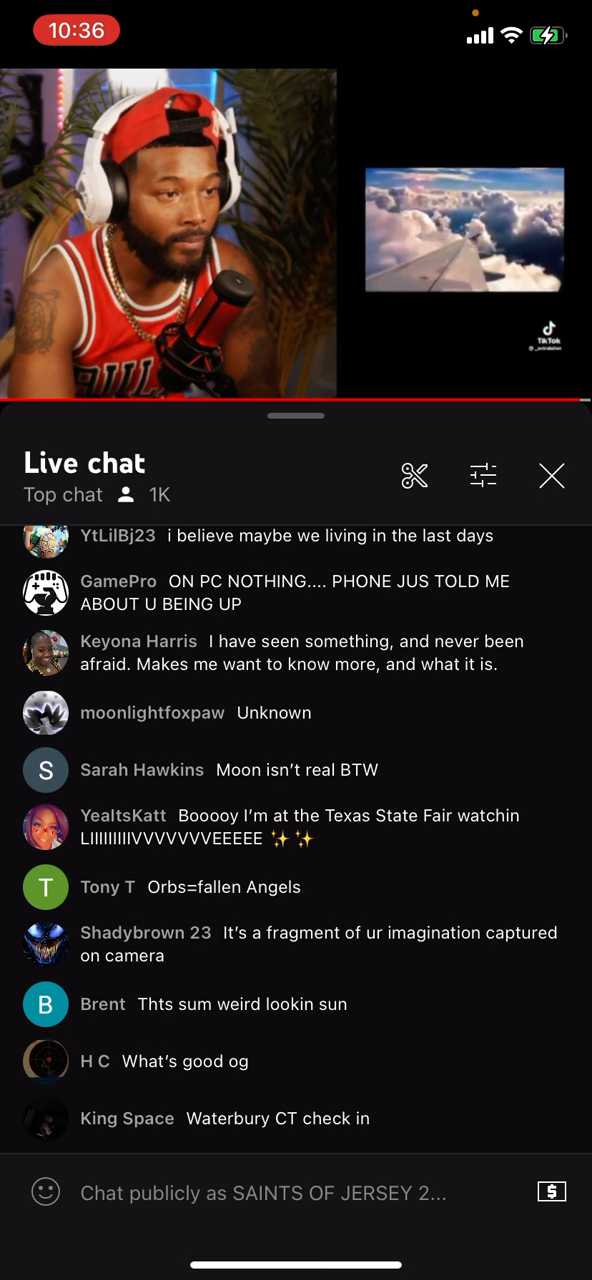 10:36
BULL
TikTok
Live chat
Top chat 1K
YtLilBj23 i believe maybe we living in the last days
GamePro ON PC NOTHING.... PHONE JUS TOLD ME
ABOUT U BEING UP
Keyona Harris I have seen something, and never been
afraid. Makes me want to know more, and what it is.
moonlightfoxpaw Unknown
S Sarah Hawkins Moon isn't real BTW
YeaItsKatt Booooy I'm at the Texas State Fair watchin
LIIIIIIIIIVVVVVVVEEEEE ✨✨
T Tony T Orbs=fallen Angels
Shadybrown 23 It's a fragment of ur imagination captured
on camera
B Brent Thts sum weird lookin sun
H C What's good og
King Space Waterbury CT check in
Chat publicly as SAINTS OF JERSEY 2...
$